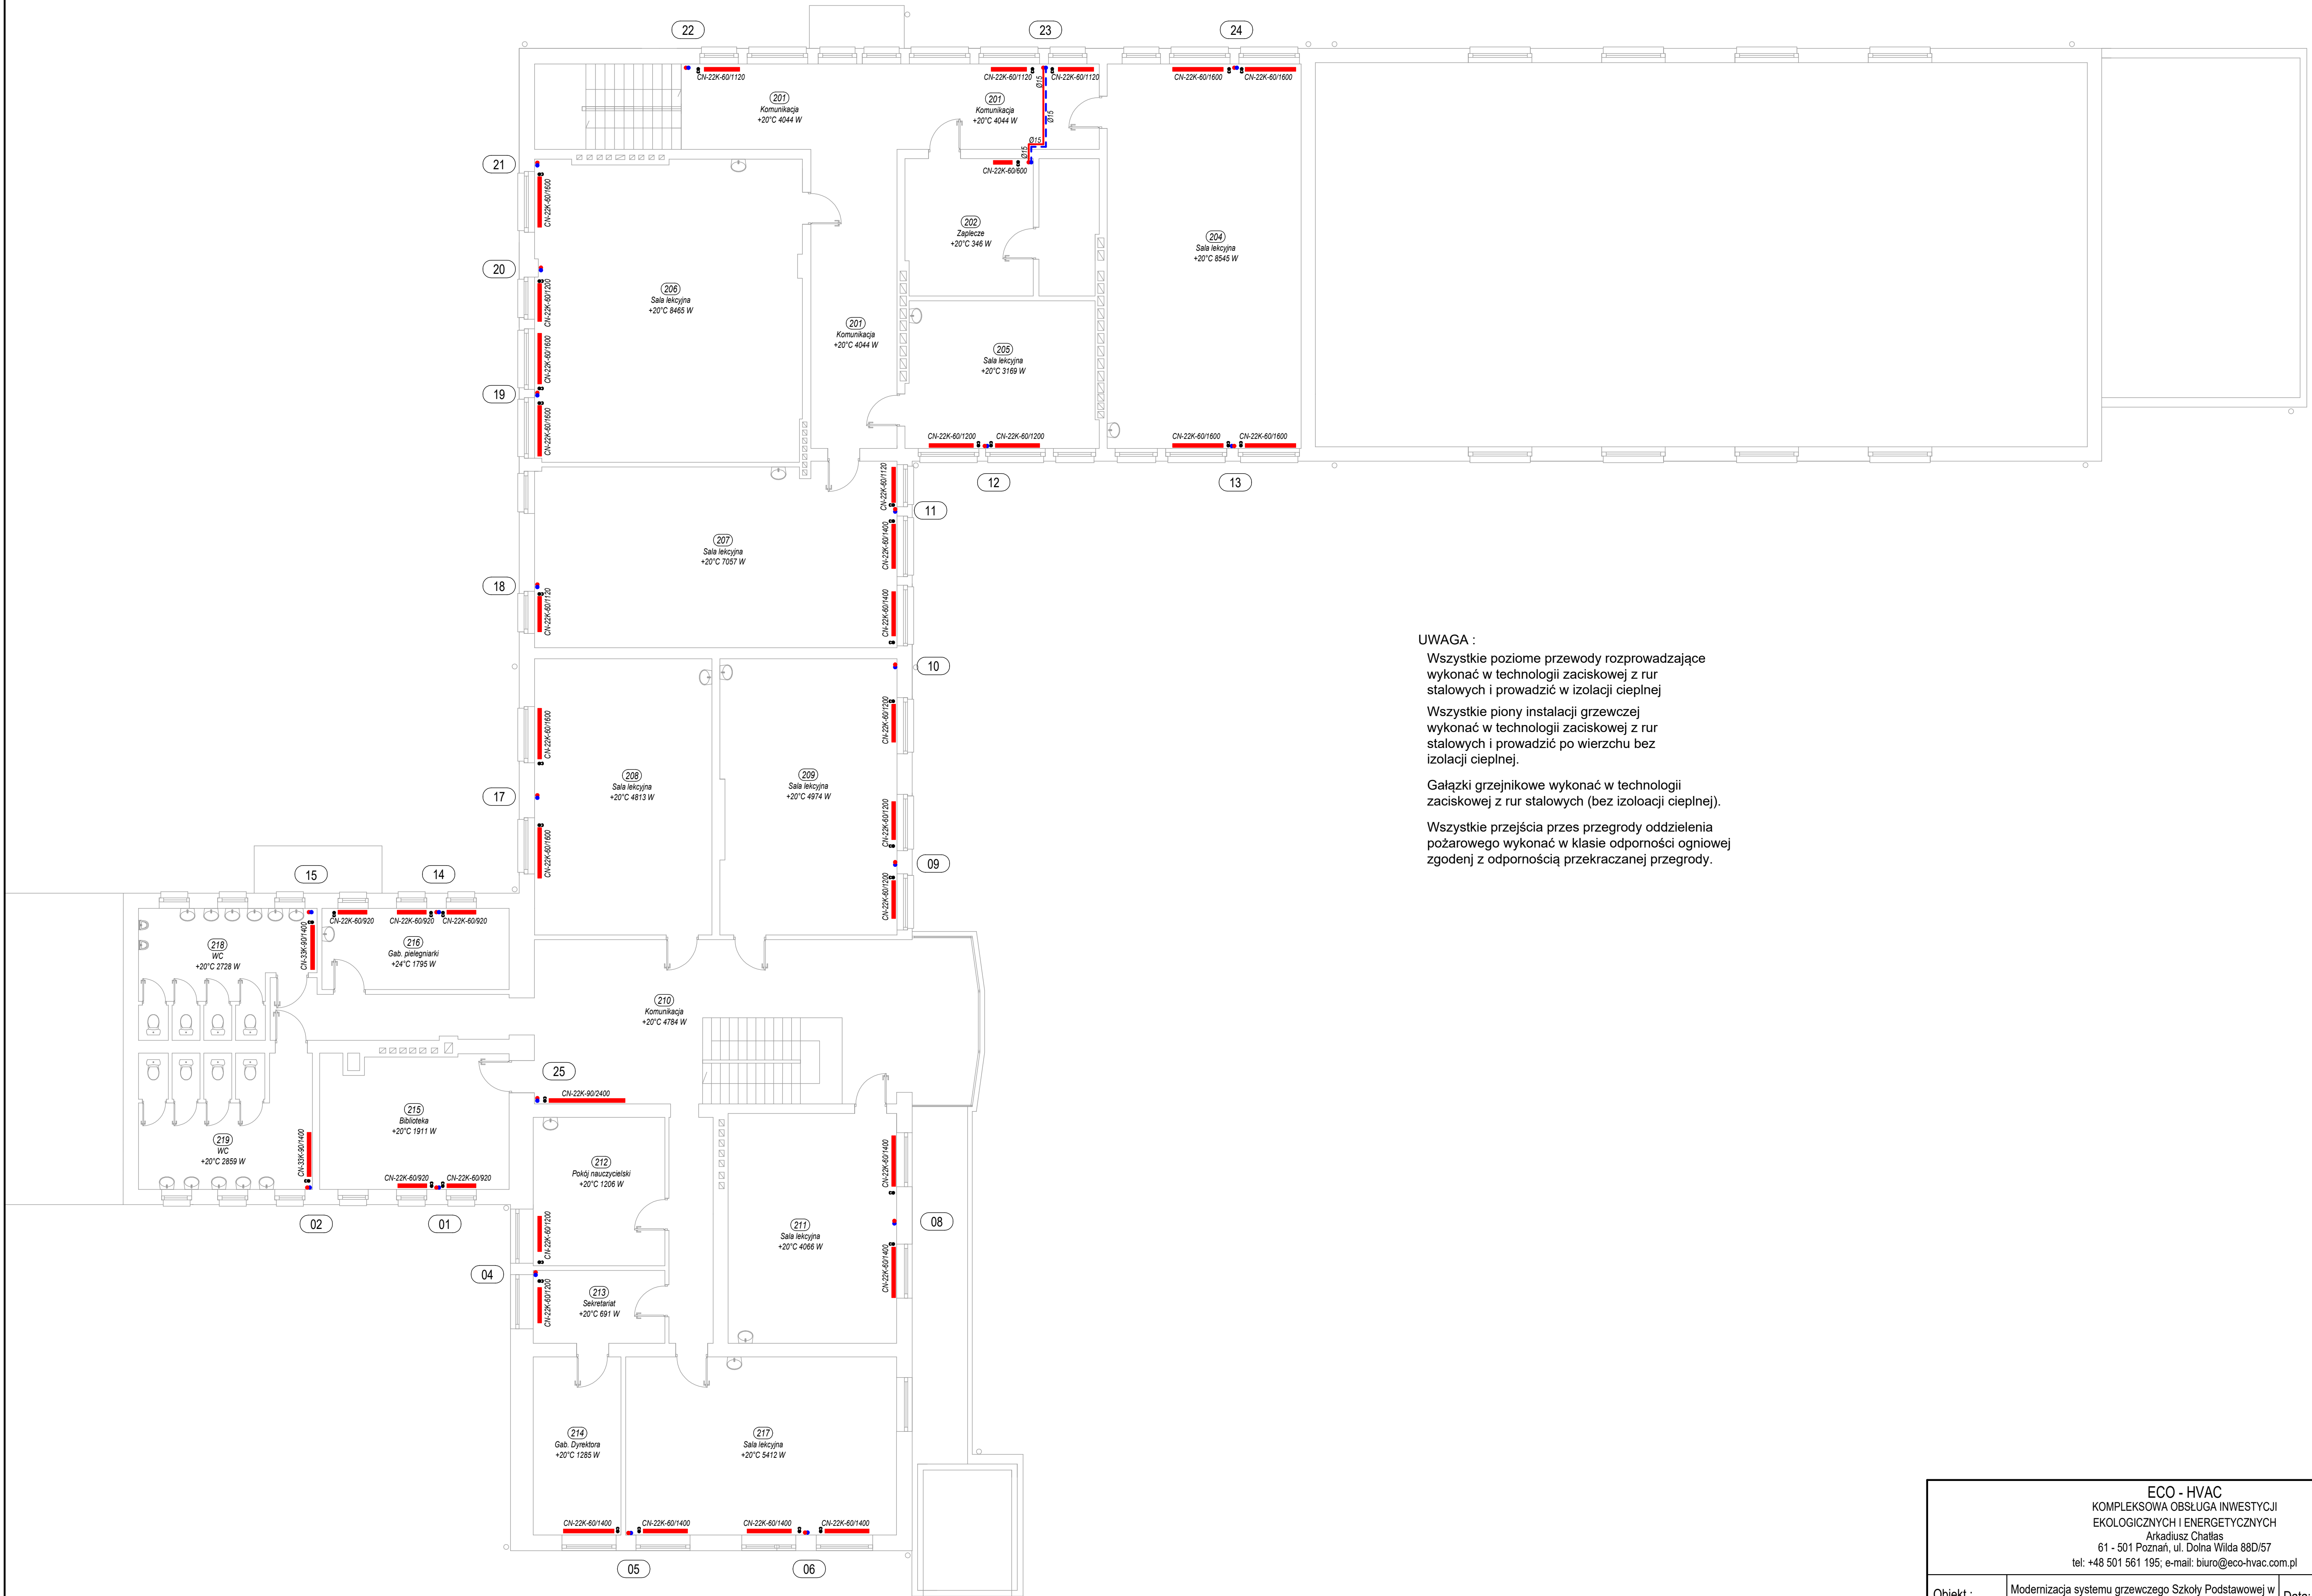 22
23
24
CN-22K-60/1120
CN-22K-60/1120
CN-22K-60/1120
CN-22K-60/1600
CN-22K-60/1600
Ø15
Ø15
Ø15
Ø15
201
Komunikacja
+20°C 4044 W
201
Komunikacja
+20°C 4044 W
21
CN-22K-60/1600
CN-22K-60/600
202
Zaplecze
+20°C 346 W
204
Sala lekcyjna
+20°C 8545 W
20
CN-22K-60/1200
206
Sala lekcyjna
+20°C 8465 W
201
Komunikacja
+20°C 4044 W
CN-22K-60/1600
205
Sala lekcyjna
+20°C 3169 W
19
CN-22K-60/1600
CN-22K-60/1200
CN-22K-60/1200
CN-22K-60/1600
CN-22K-60/1600
12
13
CN-22K-60/1120
11
CN-22K-60/1400
207
Sala lekcyjna
+20°C 7057 W
18
CN-22K-60/1120
CN-22K-60/1400
UWAGA :
Wszystkie poziome przewody rozprowadzające
wykonać w technologii zaciskowej z rur
stalowych i prowadzić w izolacji cieplnej
Wszystkie piony instalacji grzewczej
wykonać w technologii zaciskowej z rur
stalowych i prowadzić po wierzchu bez
izolacji cieplnej.
Gałązki grzejnikowe wykonać w technologii
zaciskowej z rur stalowych (bez izoloacji cieplnej).
Wszystkie przejścia przes przegrody oddzielenia
pożarowego wykonać w klasie odporności ogniowej
zgodenj z odpornością przekraczanej przegrody.
10
CN-22K-60/1600
CN-22K-60/1200
208
Sala lekcyjna
+20°C 4813 W
209
Sala lekcyjna
+20°C 4974 W
17
CN-22K-60/1600
CN-22K-60/1200
09
CN-22K-60/1200
15
14
CN-22K-60/920
CN-22K-60/920
CN-22K-60/920
CN-33K-90/1400
218
WC
+20°C 2728 W
216
Gab. pielęgniarki
+24°C 1795 W
210
Komunikacja
+20°C 4784 W
25
CN-22K-90/2400
215
Biblioteka
+20°C 1911 W
219
WC
+20°C 2859 W
CN-33K-90/1400
CN-22K-60/920
CN-22K-60/920
212
Pokój nauczycielski
+20°C 1206 W
CN-22K-60/1400
02
01
CN-22K-60/1200
211
Sala lekcyjna
+20°C 4066 W
08
CN-22K-60/1400
04
CN-22K-60/1200
213
Sekretariat
+20°C 691 W
214
Gab. Dyrektora
+20°C 1285 W
217
Sala lekcyjna
+20°C 5412 W
CN-22K-60/1400
CN-22K-60/1400
CN-22K-60/1400
CN-22K-60/1400
05
06
ECO - HVAC
KOMPLEKSOWA OBSŁUGA INWESTYCJI
EKOLOGICZNYCH I ENERGETYCZNYCH
Arkadiusz Chatłas
61 - 501 Poznań, ul. Dolna Wilda 88D/57
tel: +48 501 561 195; e-mail: biuro@eco-hvac.com.pl
Modernizacja systemu grzewczego Szkoły Podstawowej w